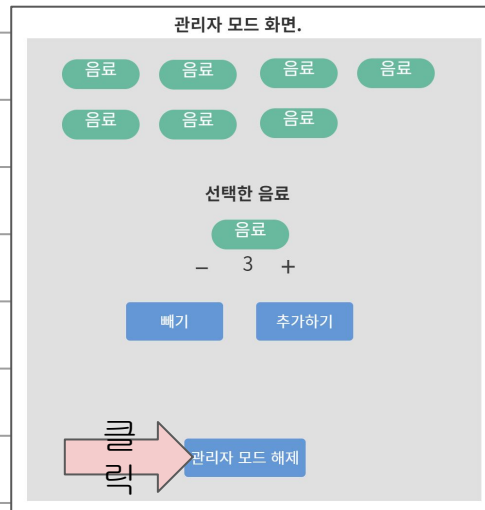 관리자 모드 화면.
음료 음료 음료 음료
음료 음료 음료
선택한 음료
음료
– 3 +
빼기 추가하기
클릭
관리자 모드 해제